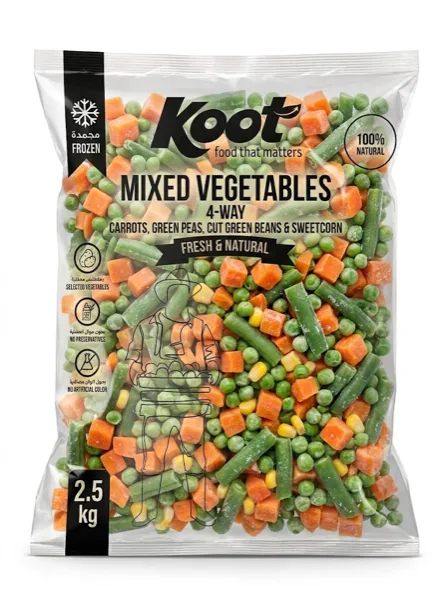 Koot
food that matters
مجمدة
FROZEN
100%
NATURAL
MIXED VEGETABLES
4-WAY
CARROTS, GREEN PEAS, CUT GREEN BEANS & SWEETCORN
FRESH & NATURAL
SELECTED VEGETABLES
NO PRESERVATIVES
NO ARTIFICIAL COLOR
2.5
kg